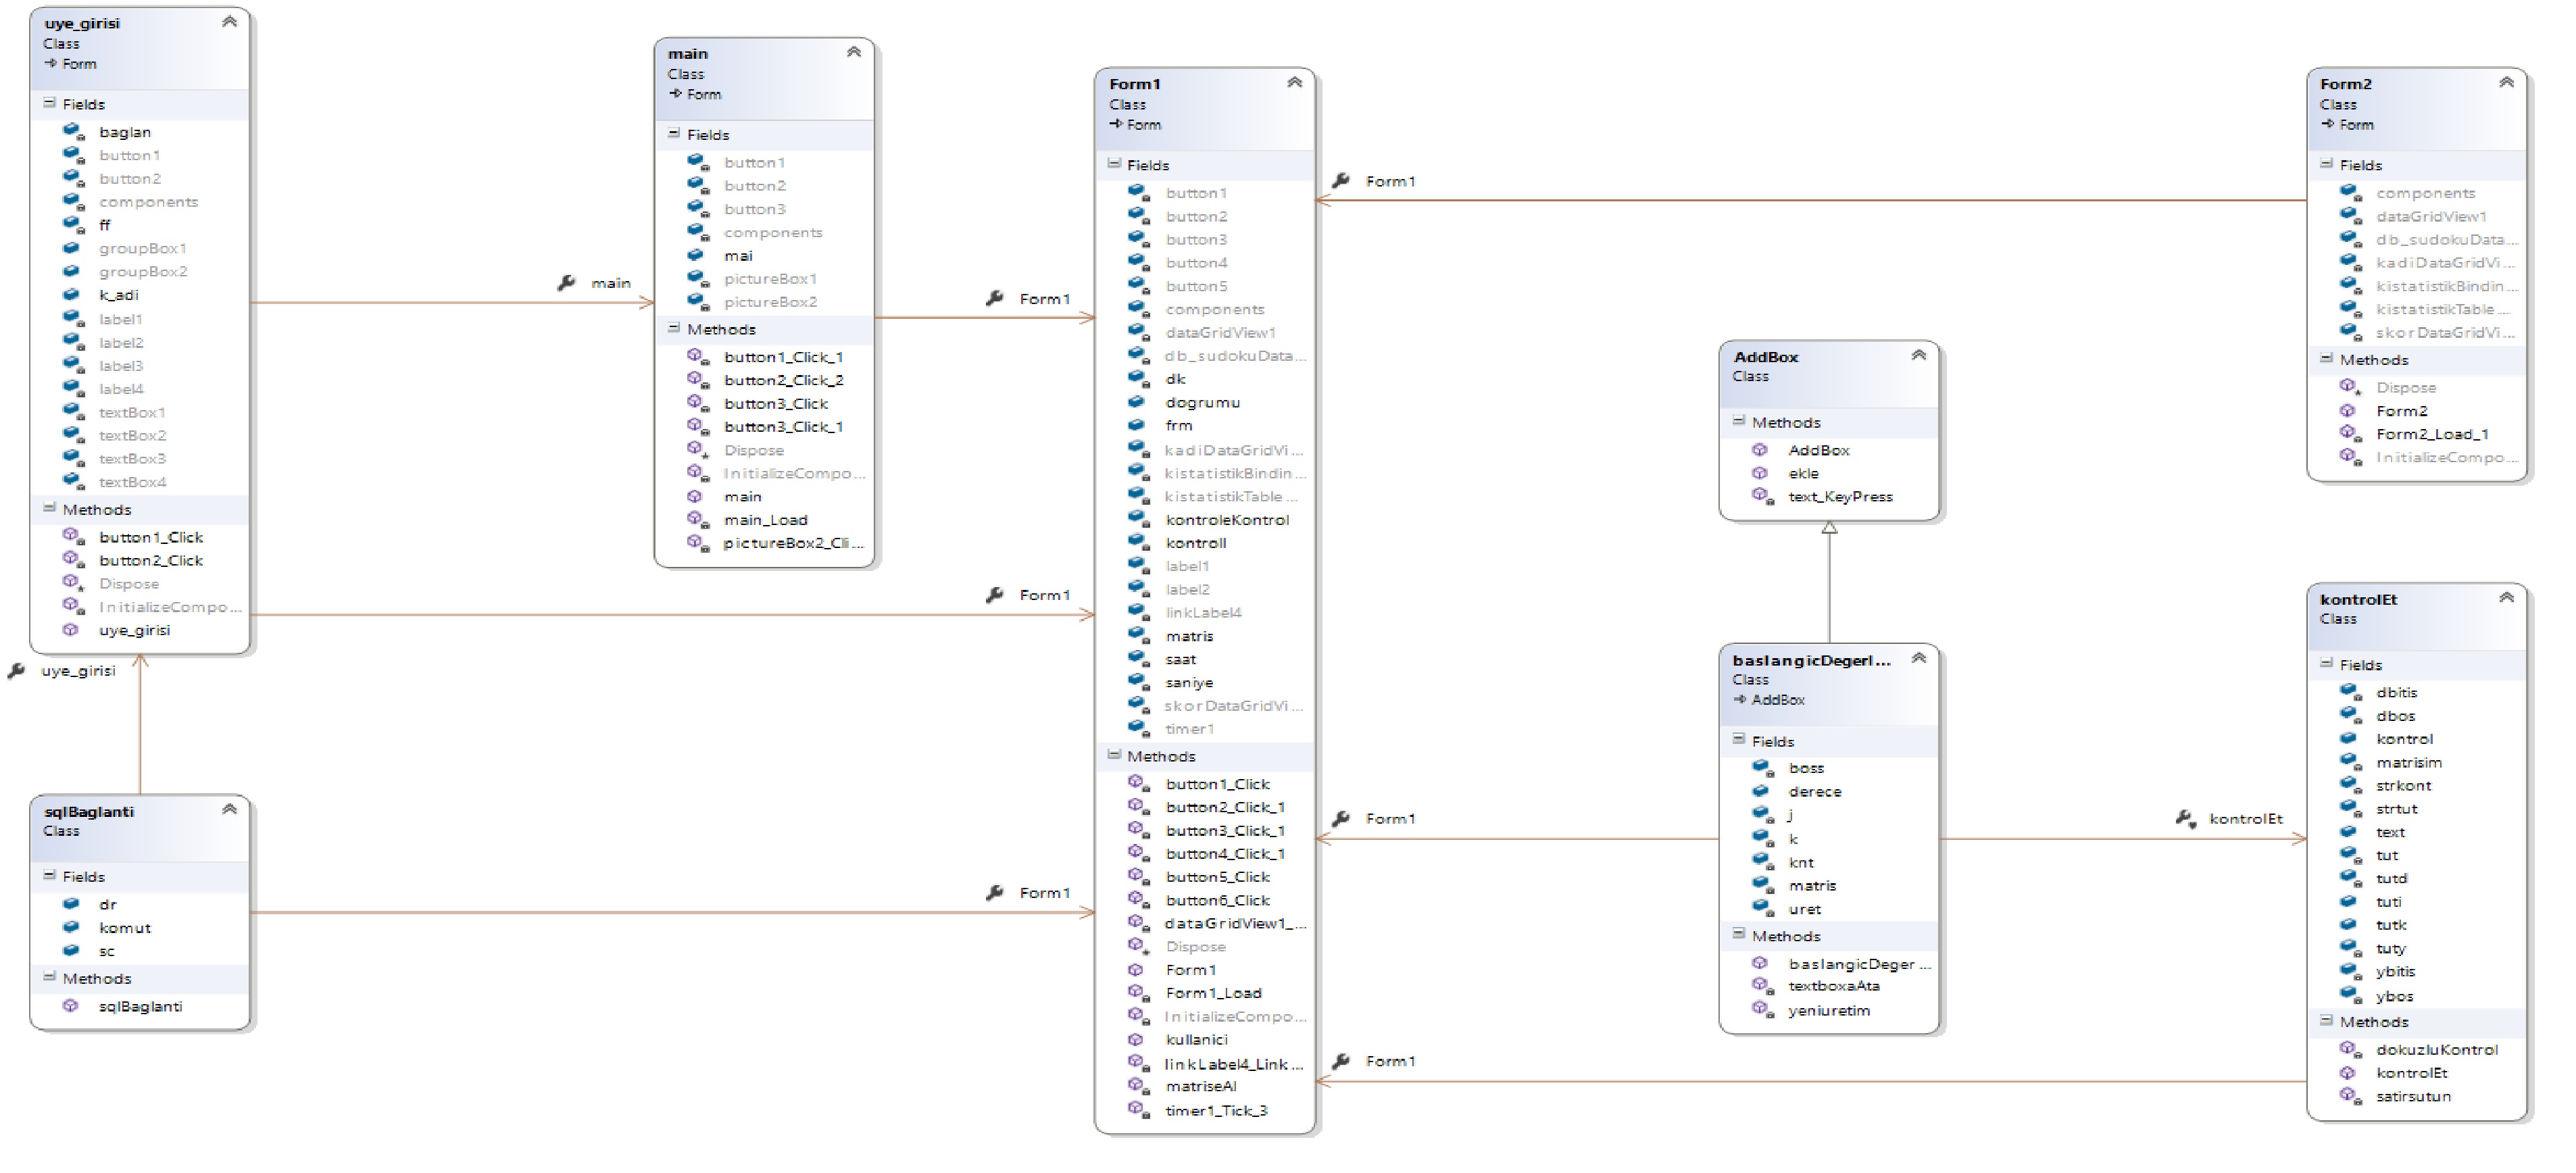 uye_girisi
Class
Form
Fields
baglan
button1
button2
components
ff
groupBox1
groupBox2
k_adi
label1
label2
label3
label4
textBox1
textBox2
textBox3
textBox4
Methods
button1_Click
button2_Click
Dispose
InitializeCompo...
uye_girisi
uye_girisi
sqlBaglanti
Class
Fields
dr
komut
sc
Methods
sqlBaglanti
main
main
Class
Form
Fields
button1
button2
button3
components
mai
pictureBox1
pictureBox2
Methods
button1_Click_1
button2_Click_2
button3_Click
button3_Click_1
Dispose
InitializeCompo...
main
main_Load
pictureBox2_Cli...
Form1
Form1
Form1
Form1
Class
Form
Fields
button1
button2
button3
button4
button5
components
dataGridView1
db_sudokuData...
dk
dogrumu
frm
kadiDataGridVi...
kistatistikBindin...
kistatistikTable...
kontroleKontrol
kontroll
label1
label2
linkLabel4
matris
saat
saniye
skorDataGridVi...
timer1
Methods
button1_Click
button2_Click_1
button3_Click_1
button4_Click_1
button5_Click
button6_Click
dataGridView1_...
Dispose
Form1
Form1_Load
InitializeCompo...
kullanici
linkLabel4_Link...
matriseAl
timer1_Tick_3
Form1
Form1
Form1
AddBox
Class
Methods
AddBox
ekle
text_KeyPress
baslangicDegerl...
Class
AddBox
Fields
boss
derece
j
k
knt
matris
uret
Methods
baslangicDeger...
textboxaAta
yeniuretim
kontrolEt
Form2
Class
Form
Fields
components
dataGridView1
db_sudokuData...
kadiDataGridVi...
kistatistikBindin...
kistatistikTable...
skorDataGridVi...
Methods
Dispose
Form2
Form2_Load_1
InitializeCompo...
kontrolEt
Class
Fields
dbitis
dbos
kontrol
matrisim
strkont
strtut
text
tut
tutd
tuti
tutk
tuty
ybitis
ybos
Methods
dokuzluKontrol
kontrolEt
satirsutun